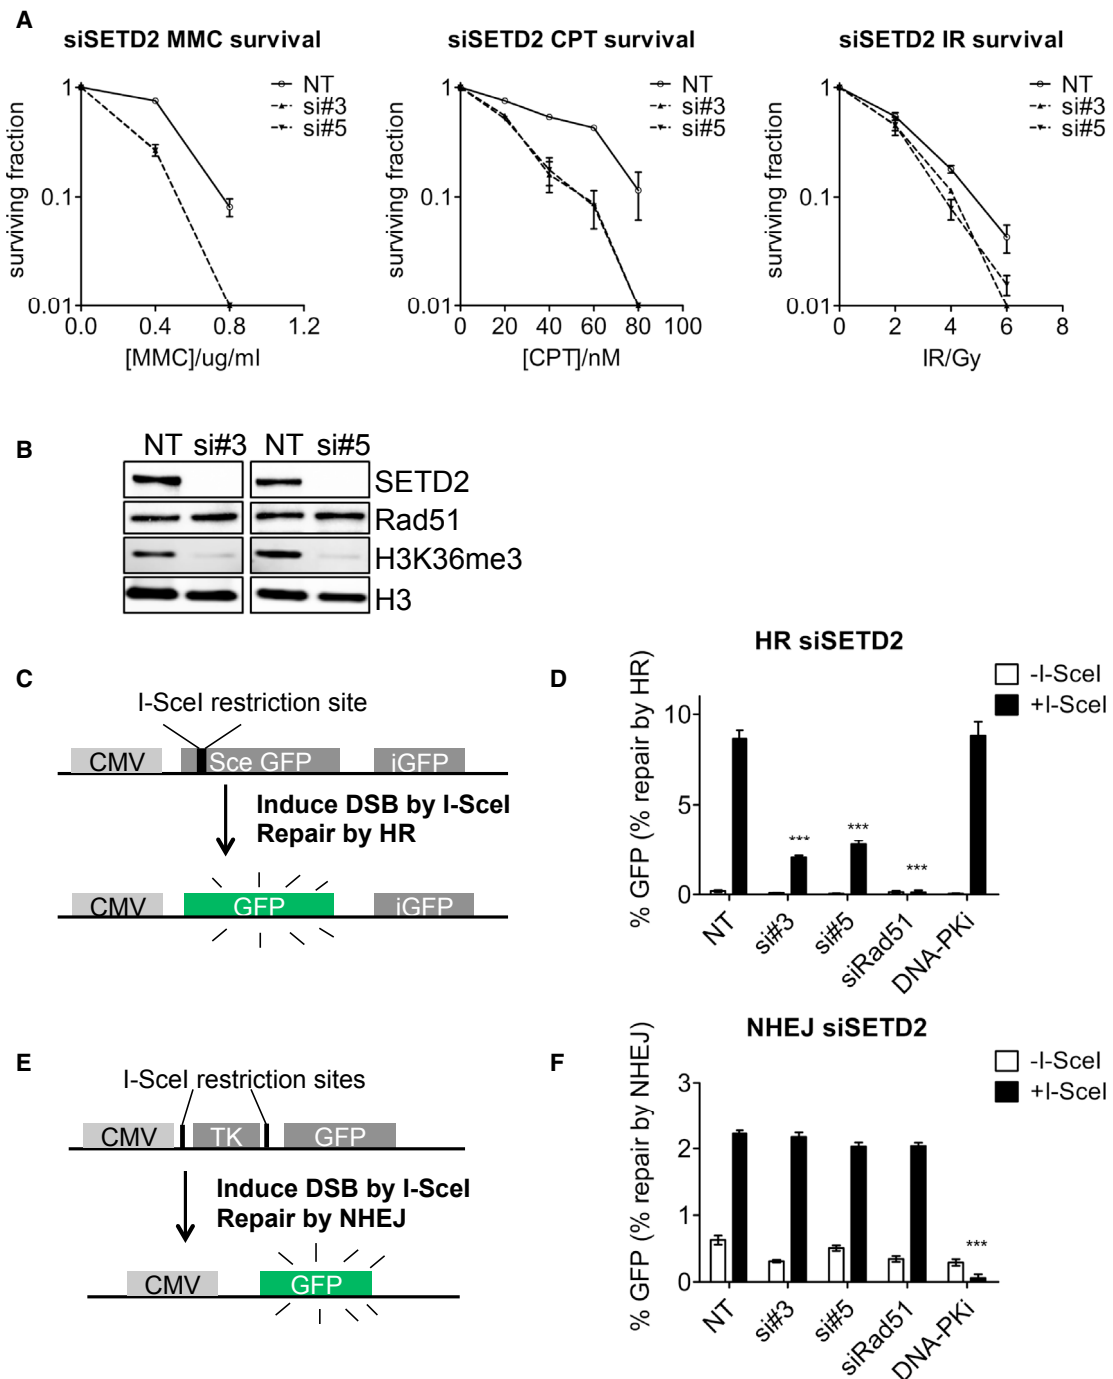 A
siSETD2 MMC survival
siSETD2 CPT survival
siSETD2 IR survival
surviving fraction
1
0.1
0.01
0.0
0.4
0.8
1.2
[MMC]/ug/ml
NT
si#3
si#5
surviving fraction
1
0.1
0.01
0
20
40
60
80
100
[CPT]/nM
NT
si#3
si#5
surviving fraction
1
0.1
0.01
0
2
4
6
8
IR/Gy
NT
si#3
si#5
B
NT si#3 NT si#5
SETD2
Rad51
H3K36me3
H3
C
I-SceI restriction site
CMV Sce GFP iGFP
Induce DSB by I-SceI
Repair by HR
CMV GFP iGFP
D
HR siSETD2
-I-SceI
+I-SceI
% GFP (% repair by HR)
10
5
0
***
***
***
NT
si#3
si#5
siRad51
DNA-PKi
E
I-SceI restriction sites
CMV TK GFP
Induce DSB by I-SceI
Repair by NHEJ
CMV GFP
F
NHEJ siSETD2
-I-SceI
+I-SceI
% GFP (% repair by NHEJ)
3
2
1
0
***
NT
si#3
si#5
siRad51
DNA-PKi